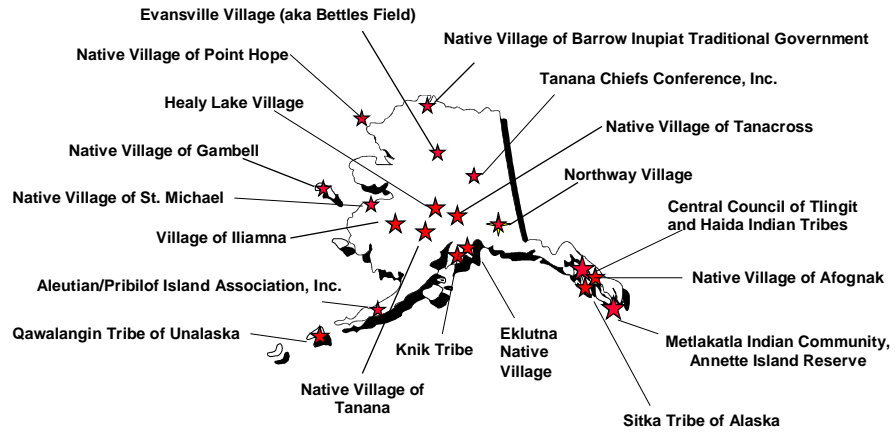 Evansville Village (aka Bettles Field)
Native Village of Barrow Inupiat Traditional Government
Native Village of Point Hope
Tanana Chiefs Conference, Inc.
Healy Lake Village
Native Village of Tanacross
Native Village of Gambell
Northway Village
Native Village of St. Michael
Central Council of Tlingit
and Haida Indian Tribes
Village of Iliamna
Native Village of Afognak
Aleutian/Pribilof Island Association, Inc.
Qawalangin Tribe of Unalaska
Knik Tribe
Eklutna
Native
Village
Metlakatla Indian Community,
Annette Island Reserve
Native Village of
Tanana
Sitka Tribe of Alaska